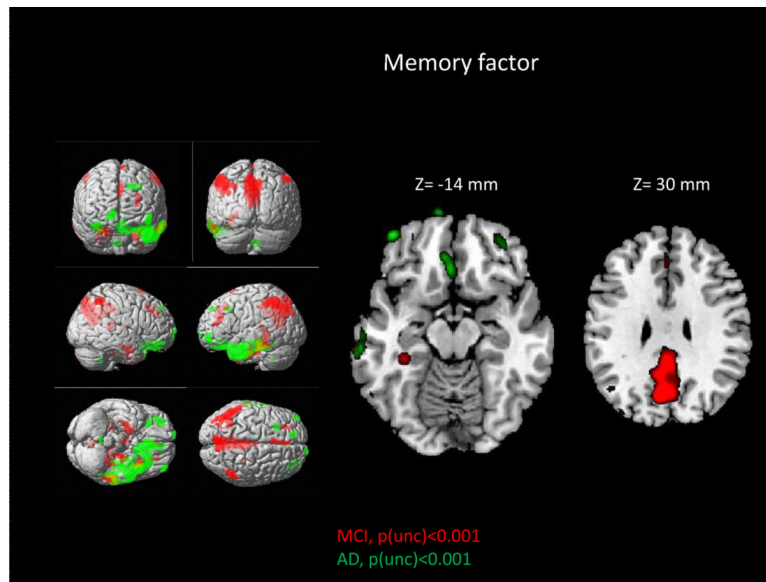 Memory factor
Z= -14 mm
Z= 30 mm
MCI, p(unc)<0.001
AD, p(unc)<0.001